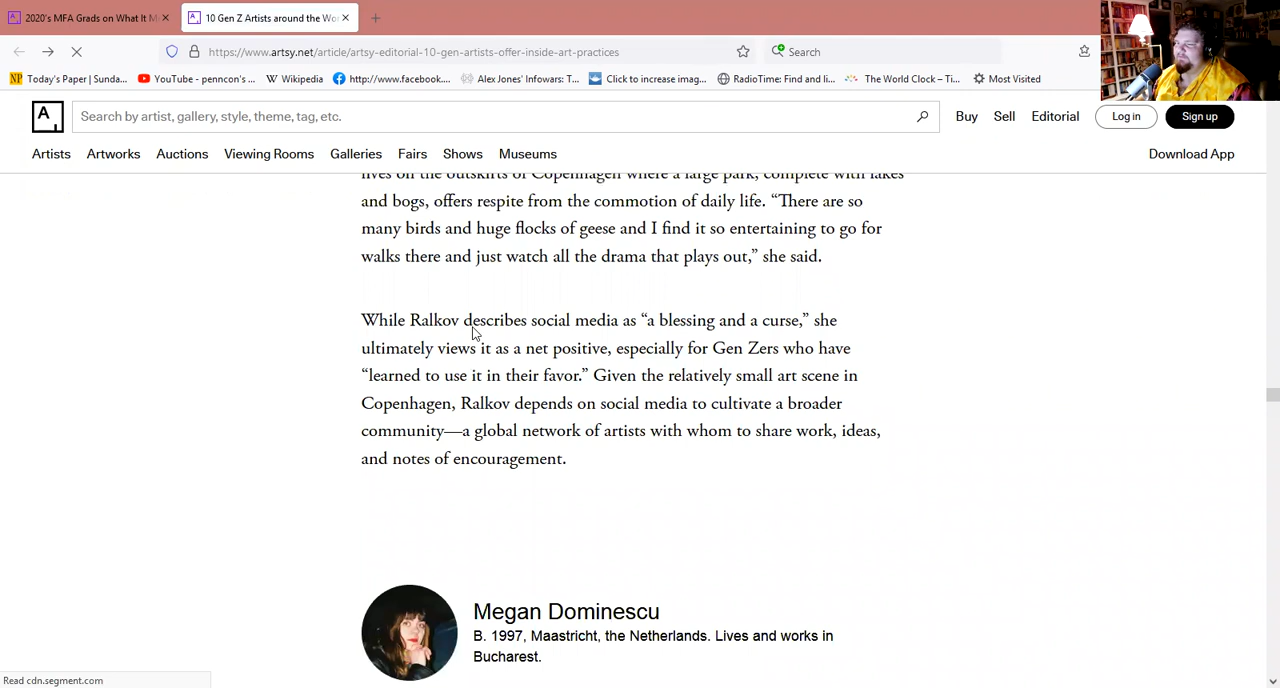 2020's MFA Grads on What It M
10 Gen Z Artists around the Wo
https://www.artsy.net/article/artsy-editorial-10-gen-artists-offer-inside-art-practices
Search
Today's Paper | Sunda...
YouTube - penncon's ...
Wikipedia
http://www.facebook....
Alex Jones' Infowars: T...
Click to increase imag...
RadioTime: Find and li...
The World Clock – Ti...
Most Visited
Search by artist, gallery, style, theme, tag, etc.
Buy
Sell
Editorial
Log in
Sign up
Artists
Artworks
Auctions
Viewing Rooms
Galleries
Fairs
Shows
Museums
Download App
lives on the outskirts of Copenhagen where a large park, complete with lakes
and bogs, offers respite from the commotion of daily life. “There are so
many birds and huge flocks of geese and I find it so entertaining to go for
walks there and just watch all the drama that plays out,” she said.
While Ralkov describes social media as “a blessing and a curse,” she
ultimately views it as a net positive, especially for Gen Zers who have
“learned to use it in their favor.” Given the relatively small art scene in
Copenhagen, Ralkov depends on social media to cultivate a broader
community—a global network of artists with whom to share work, ideas,
and notes of encouragement.
Megan Dominescu
B. 1997, Maastricht, the Netherlands. Lives and works in
Bucharest.
Read cdn.segment.com